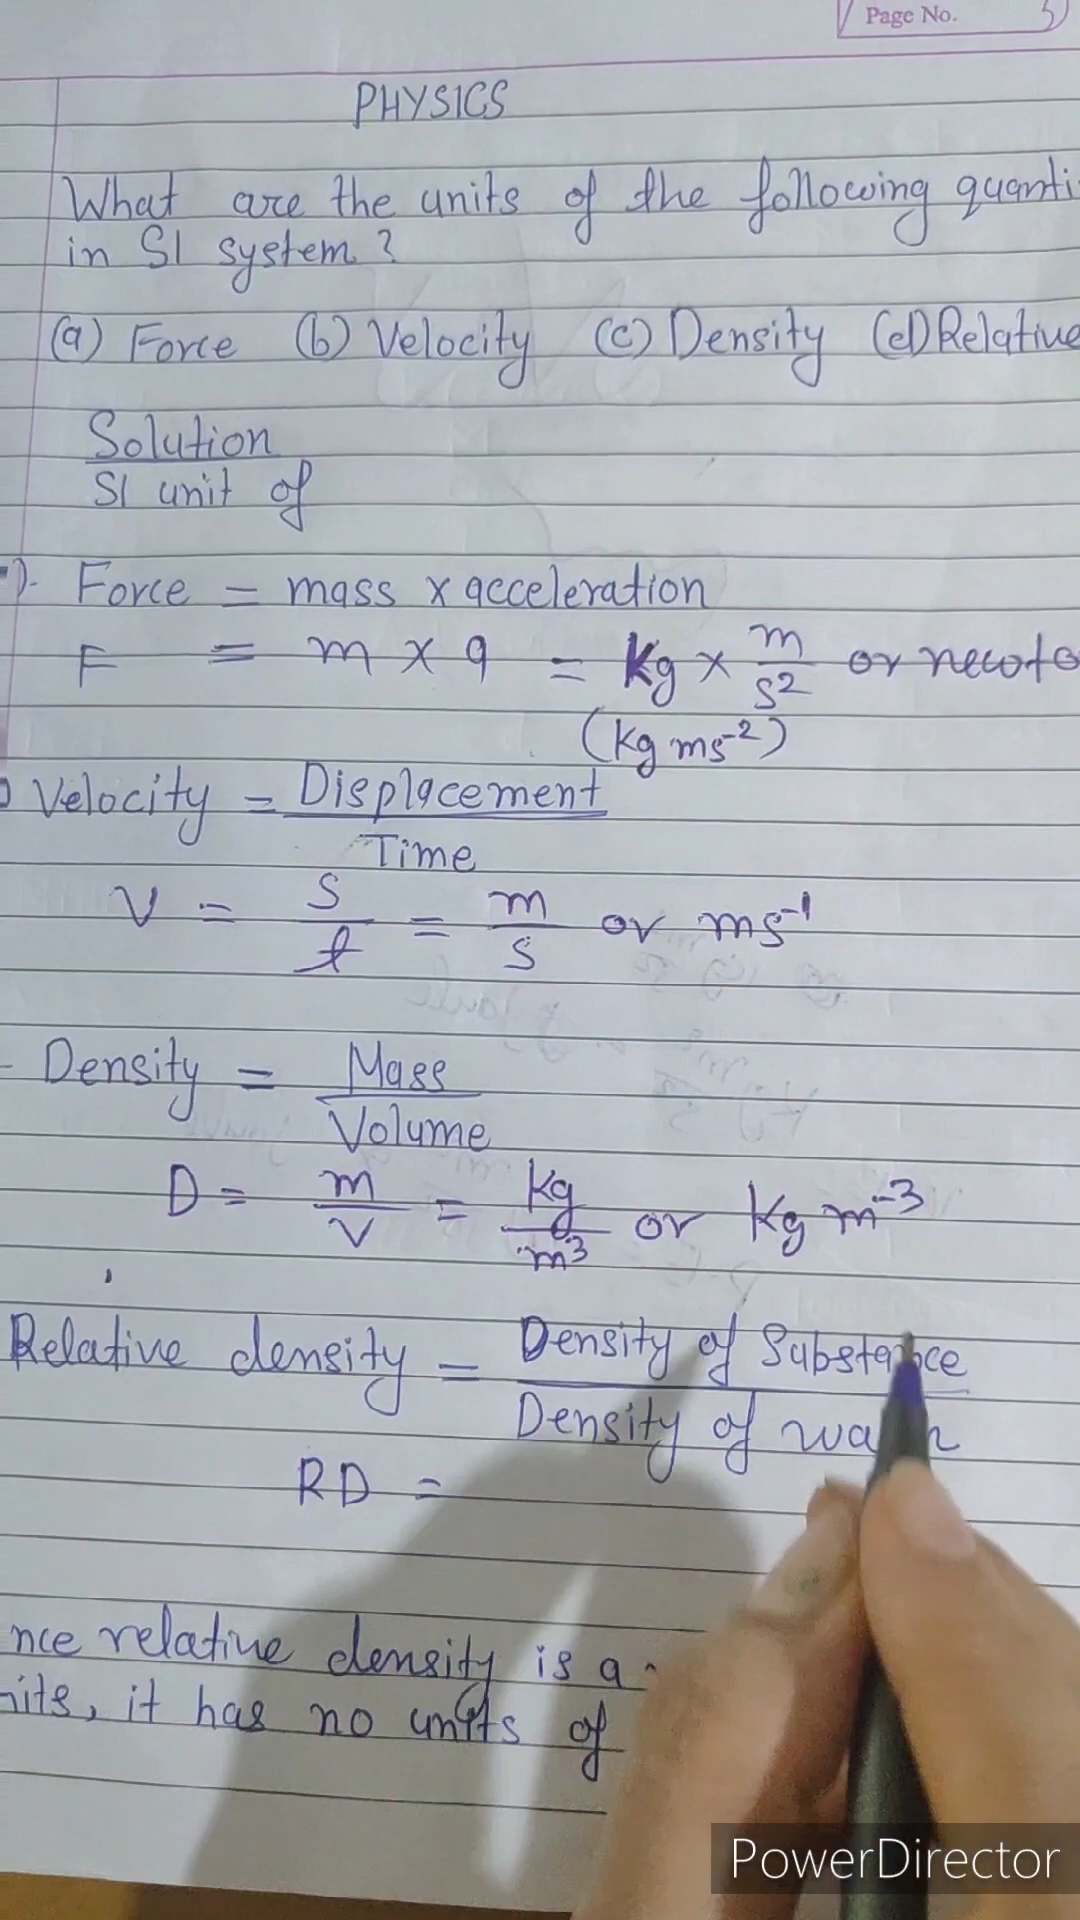 Page No.
PHYSICS
What are the units of the following quanti
in SI system?
(a) Force (b) Velocity (c) Density (d) Relative
Solution
SI unit of
Force = mass x acceleration
F = m x a = kg x m/s² or newto
(kg ms⁻²)
Velocity = Displacement
Time
V = s/t = m/s or ms⁻¹
Density = Mass
Volume
D = m/v = kg/m³ or kg m⁻³
Relative density = Density of Substance
Density of
RD =
nce relative density is a
nits, it has no units of
PowerDirector